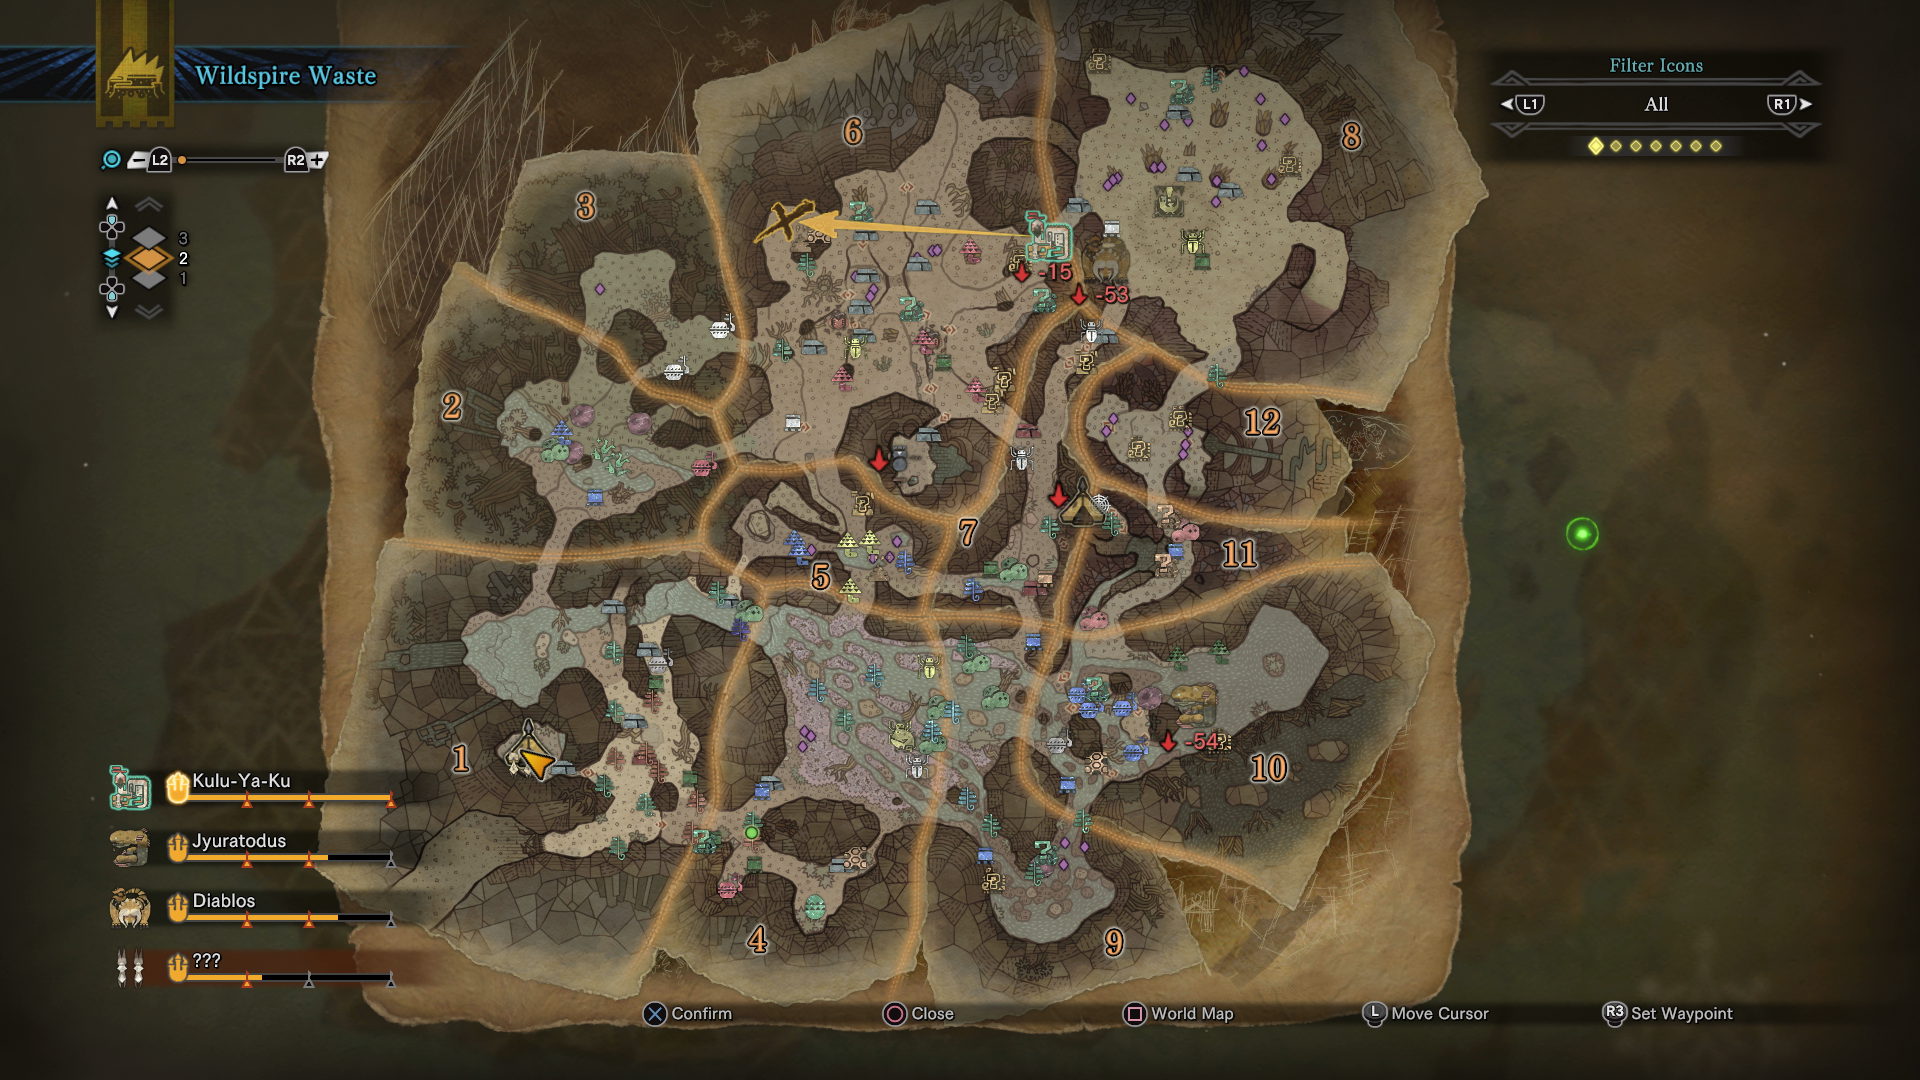 Wildspire Waste
Filter Icons
L1
All
R1
L2
R2
3
2
1
6
8
3
-15
-53
2
12
7
5
11
1
-54
10
4
9
Kulu-Ya-Ku
Jyuratodus
Diablos
???
Confirm
Close
World Map
L Move Cursor
R3 Set Waypoint